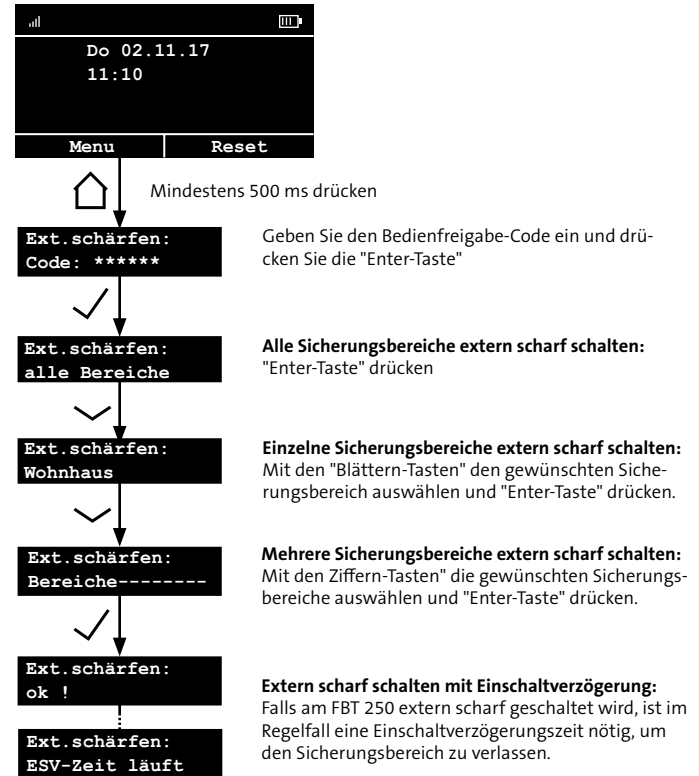 Do 02.11.17
11:10
Menu Reset
Mindestens 500 ms drücken
Ext.schärfen:
Code: ******
Geben Sie den Bedienfreigabe-Code ein und drü-
cken Sie die "Enter-Taste"
Ext.schärfen:
alle Bereiche
Alle Sicherungsbereiche extern scharf schalten:
"Enter-Taste" drücken
Ext.schärfen:
Wohnhaus
Einzelne Sicherungsbereiche extern scharf schalten:
Mit den "Blättern-Tasten" den gewünschten Siche-
rungsbereich auswählen und "Enter-Taste" drücken.
Ext.schärfen:
Bereiche--------
Mehrere Sicherungsbereiche extern scharf schalten:
Mit den Ziffern-Tasten" die gewünschten Sicherungs-
bereiche auswählen und "Enter-Taste" drücken.
Ext.schärfen:
ok !
Extern scharf schalten mit Einschaltverzögerung:
Falls am FBT 250 extern scharf geschaltet wird, ist im
Regelfall eine Einschaltverzögerungszeit nötig, um
den Sicherungsbereich zu verlassen.
Ext.schärfen:
ESV-Zeit läuft